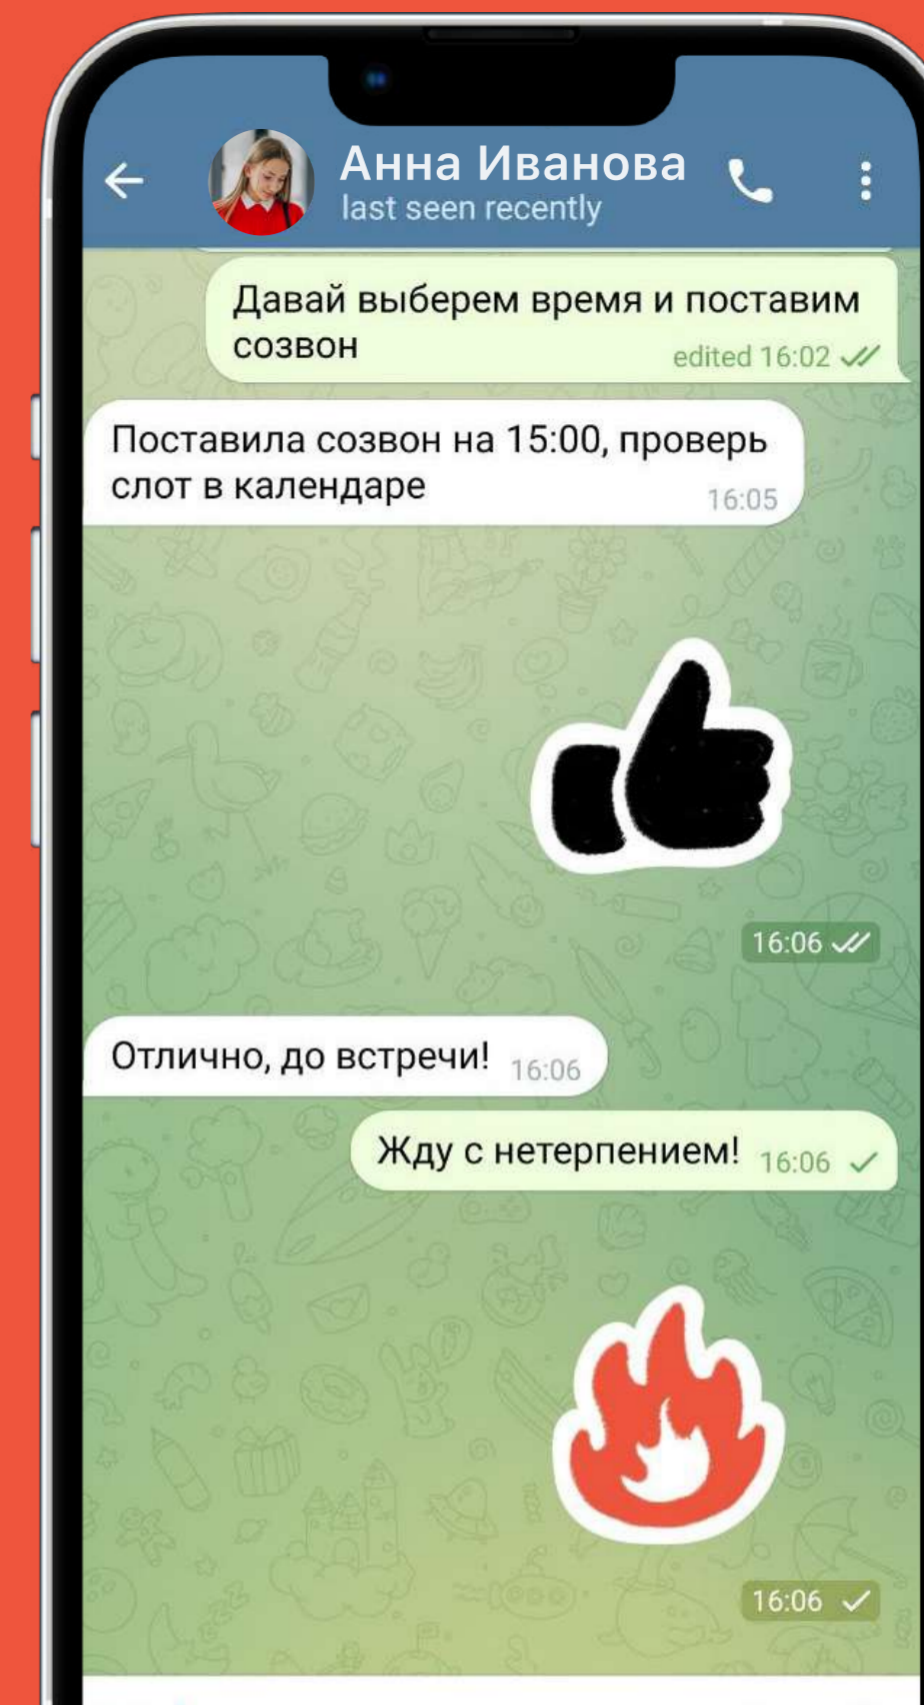 Анна Иванова
last seen recently
Давай выберем время и поставим
созвон
edited 16:02
Поставила созвон на 15:00, проверь
слот в календаре
16:05
16:06
Отлично, до встречи! 16:06
Жду с нетерпением! 16:06
16:06